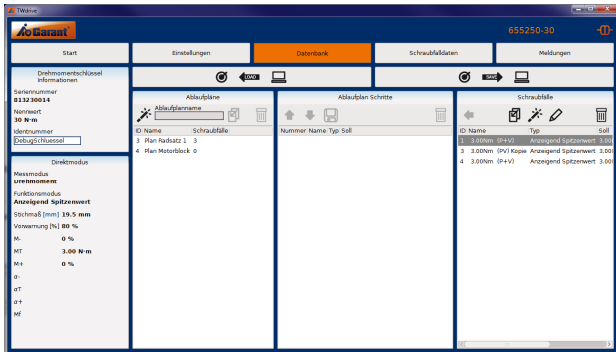 TWdrive
Garant
655250-30
Start
Einstellungen
Datenbank
Schraubfalldaten
Meldungen
Drehmomentschlüssel
Informationen
Seriennummer
813230014
Nennwert
30 N·m
Identnummer
DebugSchluessel
Direktmodus
Messmodus
Drehmoment
Funktionsmodus
Anzeigend Spitzenwert
Stichmaß [mm] 19.5 mm
Vorwarnung [%] 80 %
M- 0 %
MT 3.00 N·m
M+ 0 %
α-
αT
α+
Mf
LOAD
SAVE
Ablaufpläne
Ablaufplanname
ID Name Schraubfälle
3 Plan Radsatz 1 3
4 Plan Motorblock 0
Ablaufplan Schritte
Nummer Name Typ Soll
Schraubfälle
ID Name Typ Soll
1 3.00Nm (P+V) Anzeigend Spitzenwert 3.00
3 3.00Nm (PV) Kopie Anzeigend Spitzenwert 3.00
4 3.00Nm (P+V) Anzeigend Spitzenwert 3.00